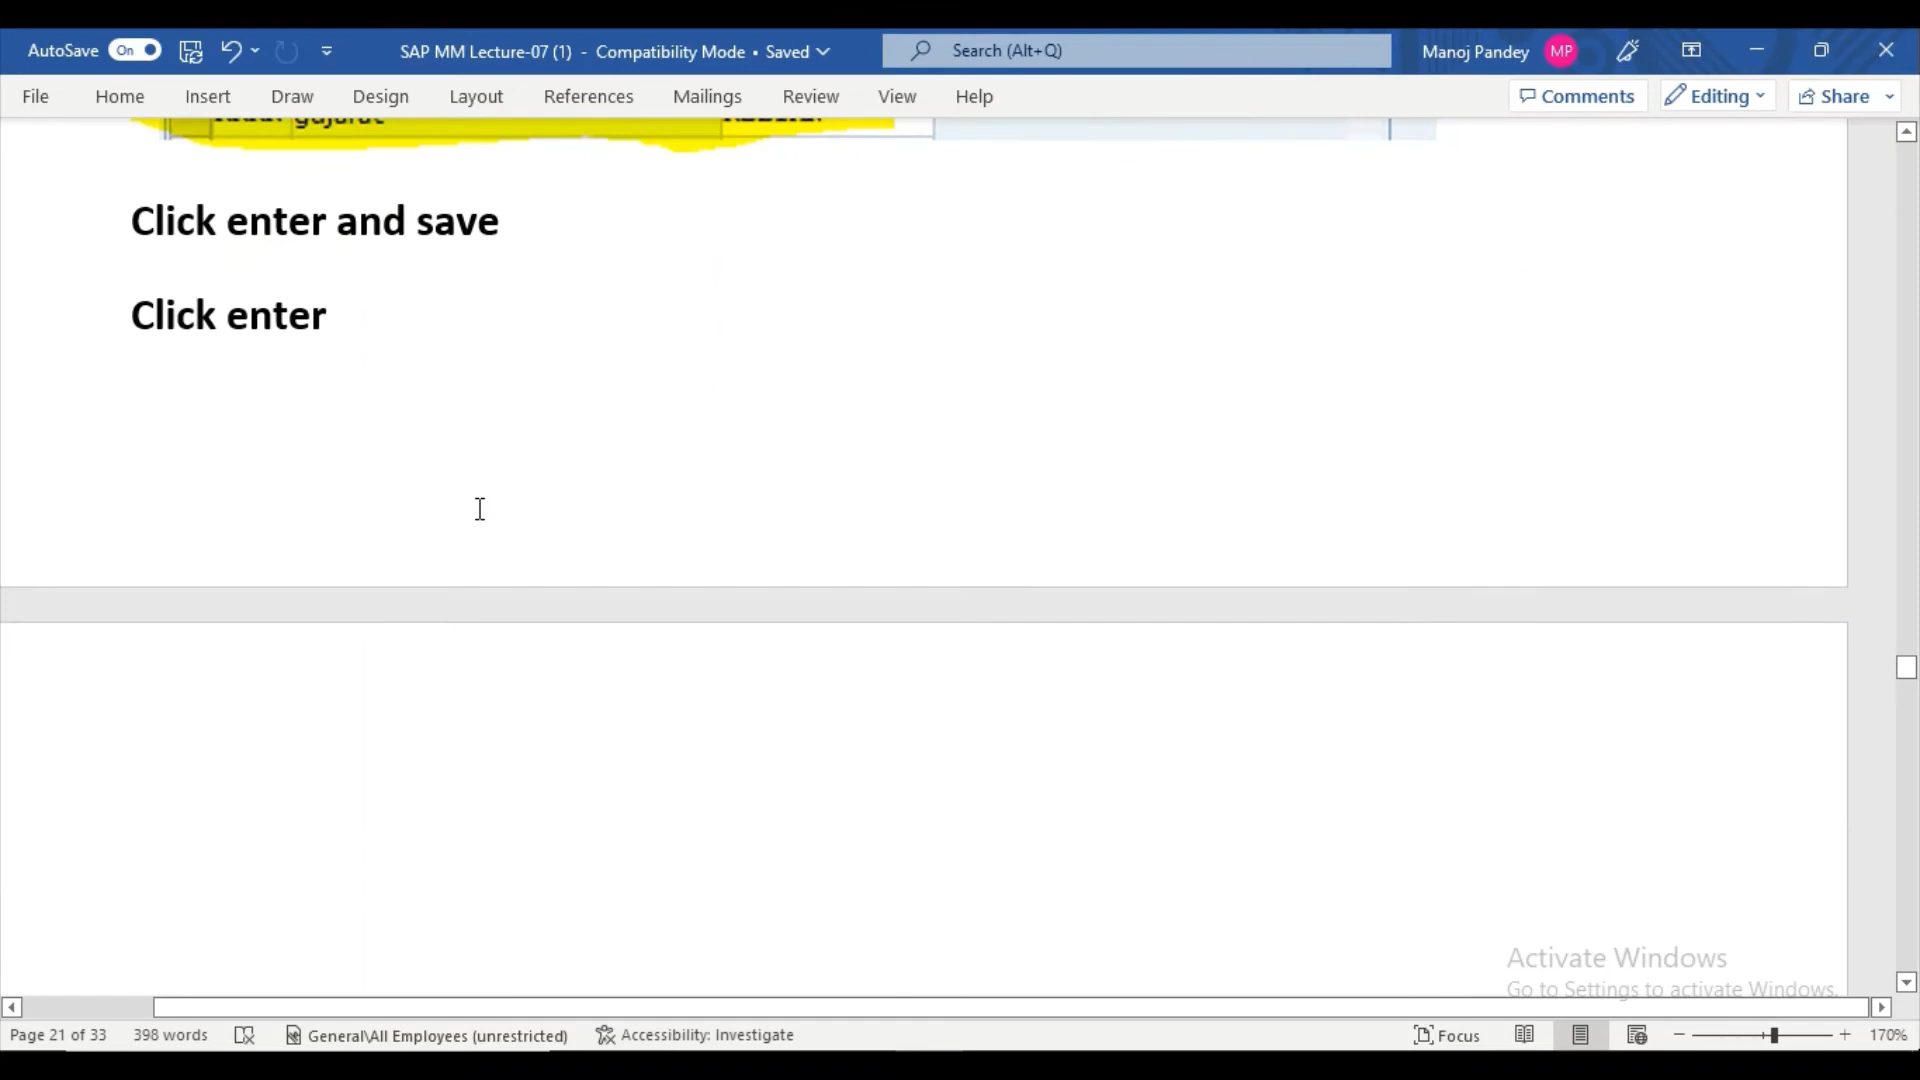 AutoSave On SAP MM Lecture-07 (1) - Compatibility Mode • Saved Search (Alt+Q) Manoj Pandey MP
File Home Insert Draw Design Layout References Mailings Review View Help Comments Editing Share
gujarat
Click enter and save
Click enter
Activate Windows
Go to Settings to activate Windows.
Page 21 of 33 398 words General\All Employees (unrestricted) Accessibility: Investigate Focus 170%